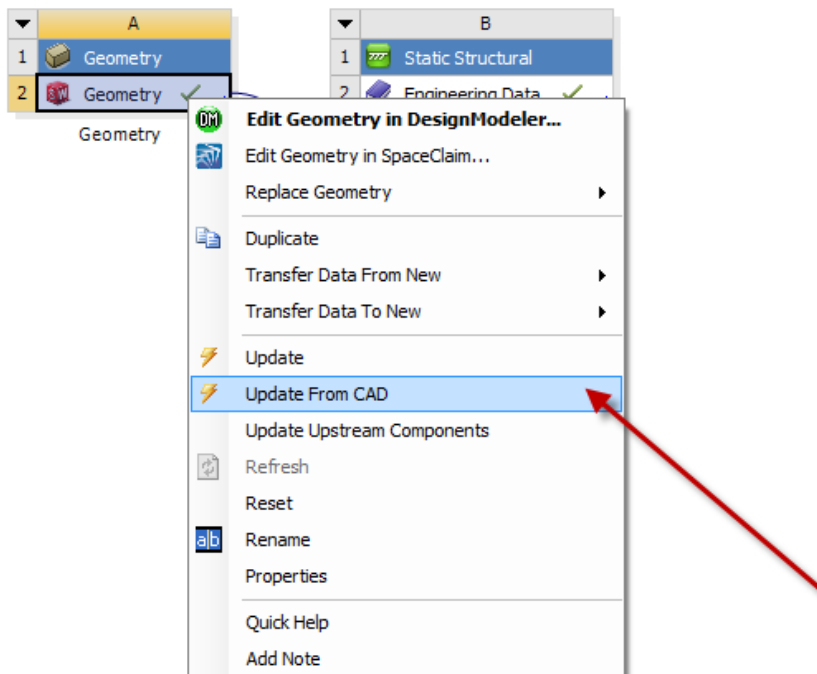 A
B
1 Geometry
1 Static Structural
2 Geometry
2 Engineering Data
Geometry
DM Edit Geometry in DesignModeler...
Edit Geometry in SpaceClaim...
Replace Geometry
Duplicate
Transfer Data From New
Transfer Data To New
Update
Update From CAD
Update Upstream Components
Refresh
Reset
a|b Rename
Properties
Quick Help
Add Note